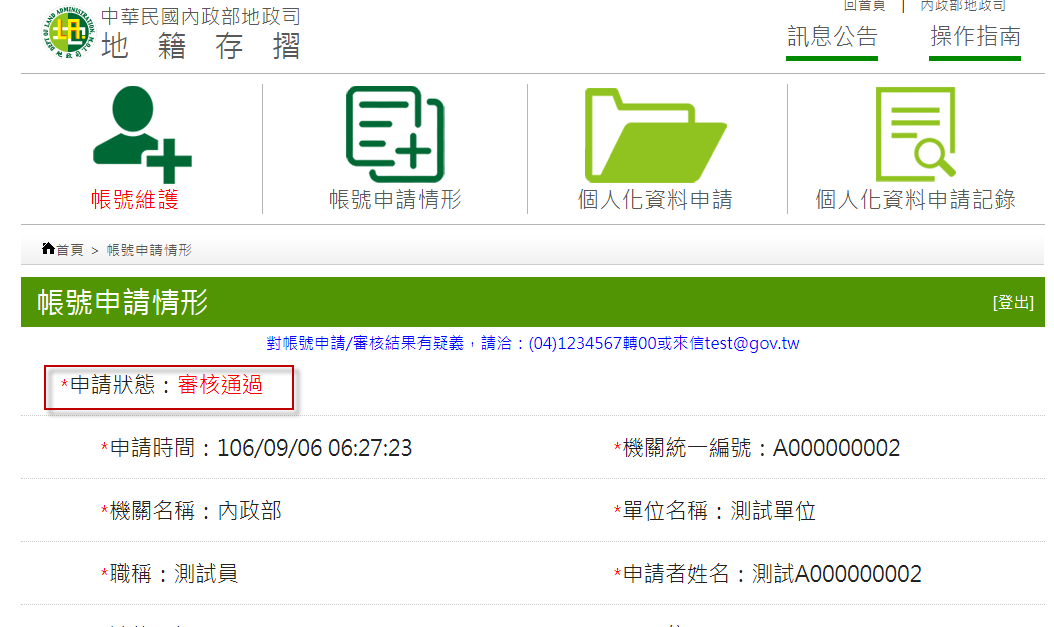 中華民國內政部地政司
地籍存摺
回首頁 | 內政部地政司
訊息公告 操作指南
帳號維護 帳號申請情形 個人化資料申請 個人化資料申請記錄
首頁 > 帳號申請情形
帳號申請情形 [登出]
對帳號申請/審核結果有疑義，請洽：(04)1234567轉00或來信test@gov.tw
*申請狀態：審核通過
*申請時間：106/09/06 06:27:23 *機關統一編號：A000000002
*機關名稱：內政部 *單位名稱：測試單位
*職稱：測試員 *申請者姓名：測試A000000002